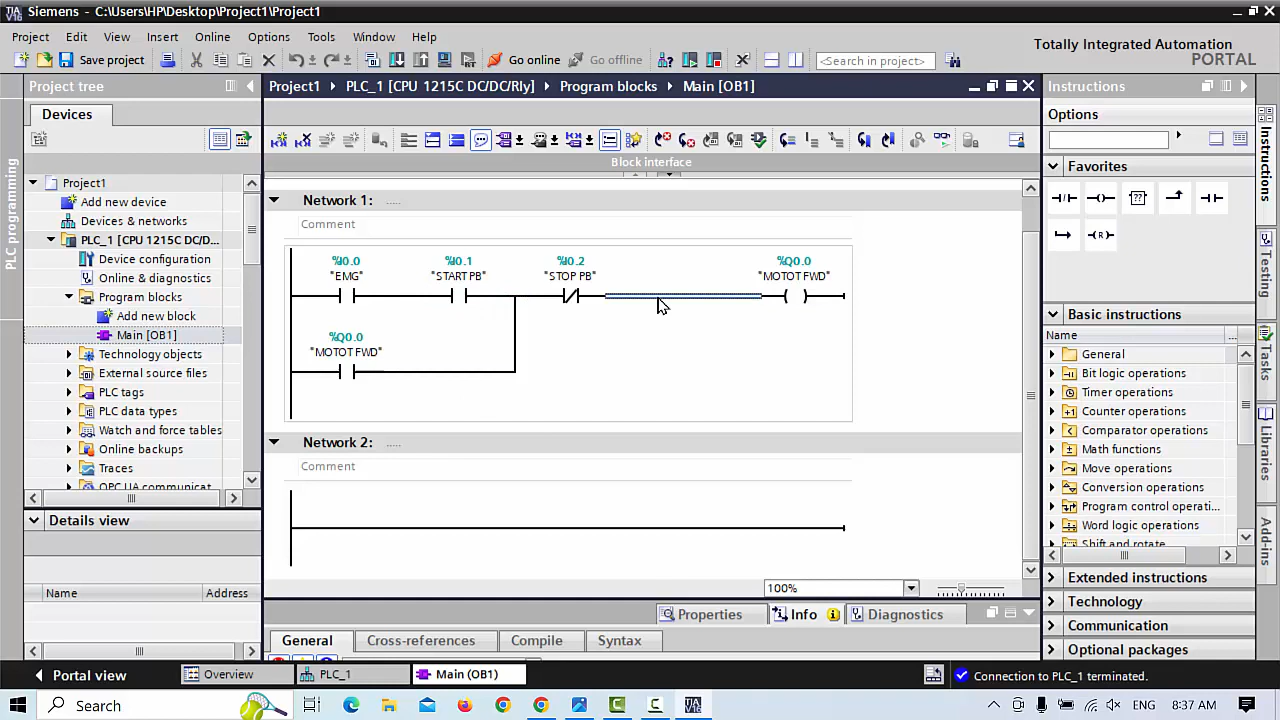 Siemens - C:\Users\HP\Desktop\Project1\Project1
TIA V16
Project Edit View Insert Online Options Tools Window Help
Totally Integrated Automation
PORTAL
Save project
Go online
Go offline
<Search in project>
Project tree
Project1 PLC_1 [CPU 1215C DC/DC/Rly] Program blocks Main [OB1]
Instructions
Devices
Options
Block interface
PLC programming
Project1
Add new device
Devices & networks
PLC_1 [CPU 1215C DC/D...
Device configuration
Online & diagnostics
Program blocks
Add new block
Main [OB1]
Technology objects
External source files
PLC tags
PLC data types
Watch and force tables
Online backups
Traces
OPC UA communicat...
Details view
Name Address
Network 1: .....
Comment
%I0.0 %I0.1 %I0.2 %Q0.0
"EMG" "START PB" "STOP PB" "MOTOT FWD"
%Q0.0
"MOTOT FWD"
Network 2: .....
Comment
100%
Properties Info Diagnostics
General Cross-references Compile Syntax
Favorites
Basic instructions
Name ...
General
Bit logic operations
Timer operations
Counter operations
Comparator operations
Math functions
Move operations
Conversion operations
Program control operati...
Word logic operations
Shift and rotate
Extended instructions
Technology
Communication
Optional packages
Instructions
Testing
Tasks
Libraries
Add-ins
Portal view
Overview
PLC_1
Main (OB1)
Connection to PLC_1 terminated.
Search
ENG
8:37 AM